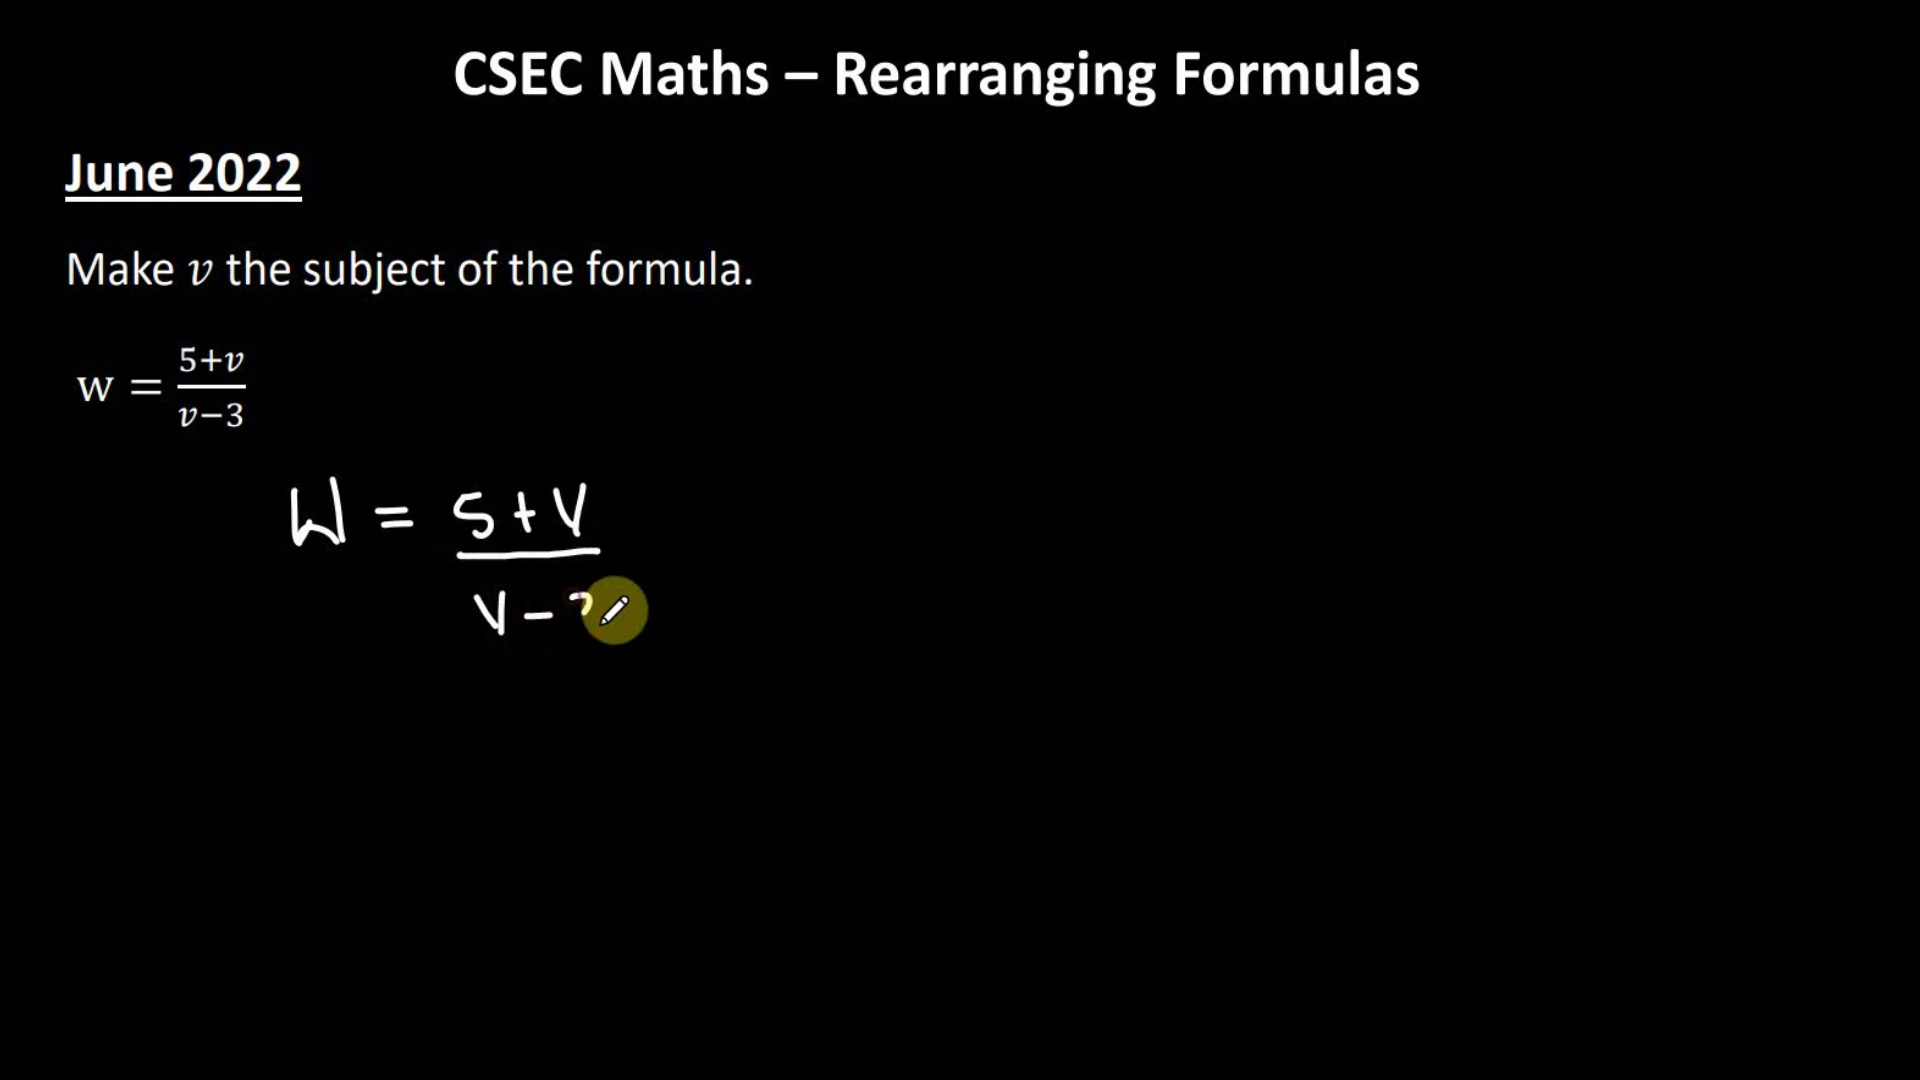 CSEC Maths – Rearranging Formulas
June 2022
Make v the subject of the formula.
w = 5+v
v−3
W = 5+V
V −